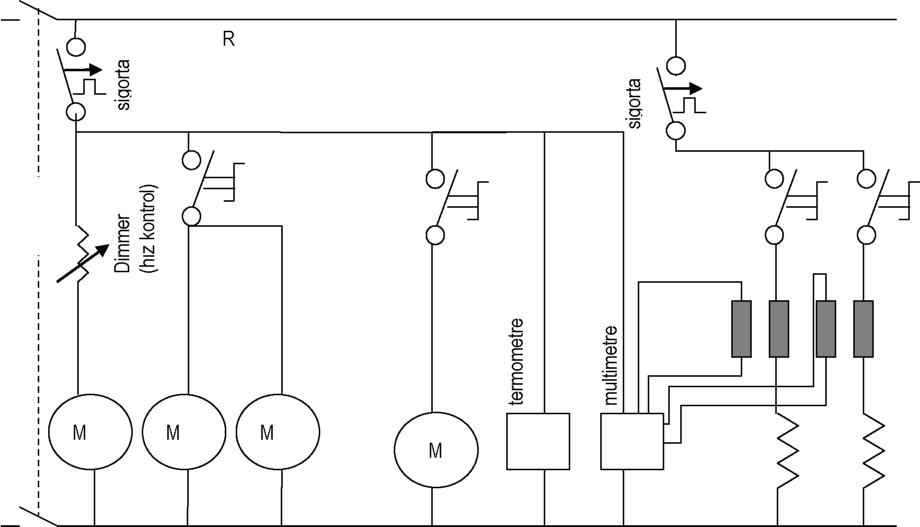 R
sigorta
sigorta
Dimmer
(hız kontrol)
termometre
multimetre
M
M
M
M